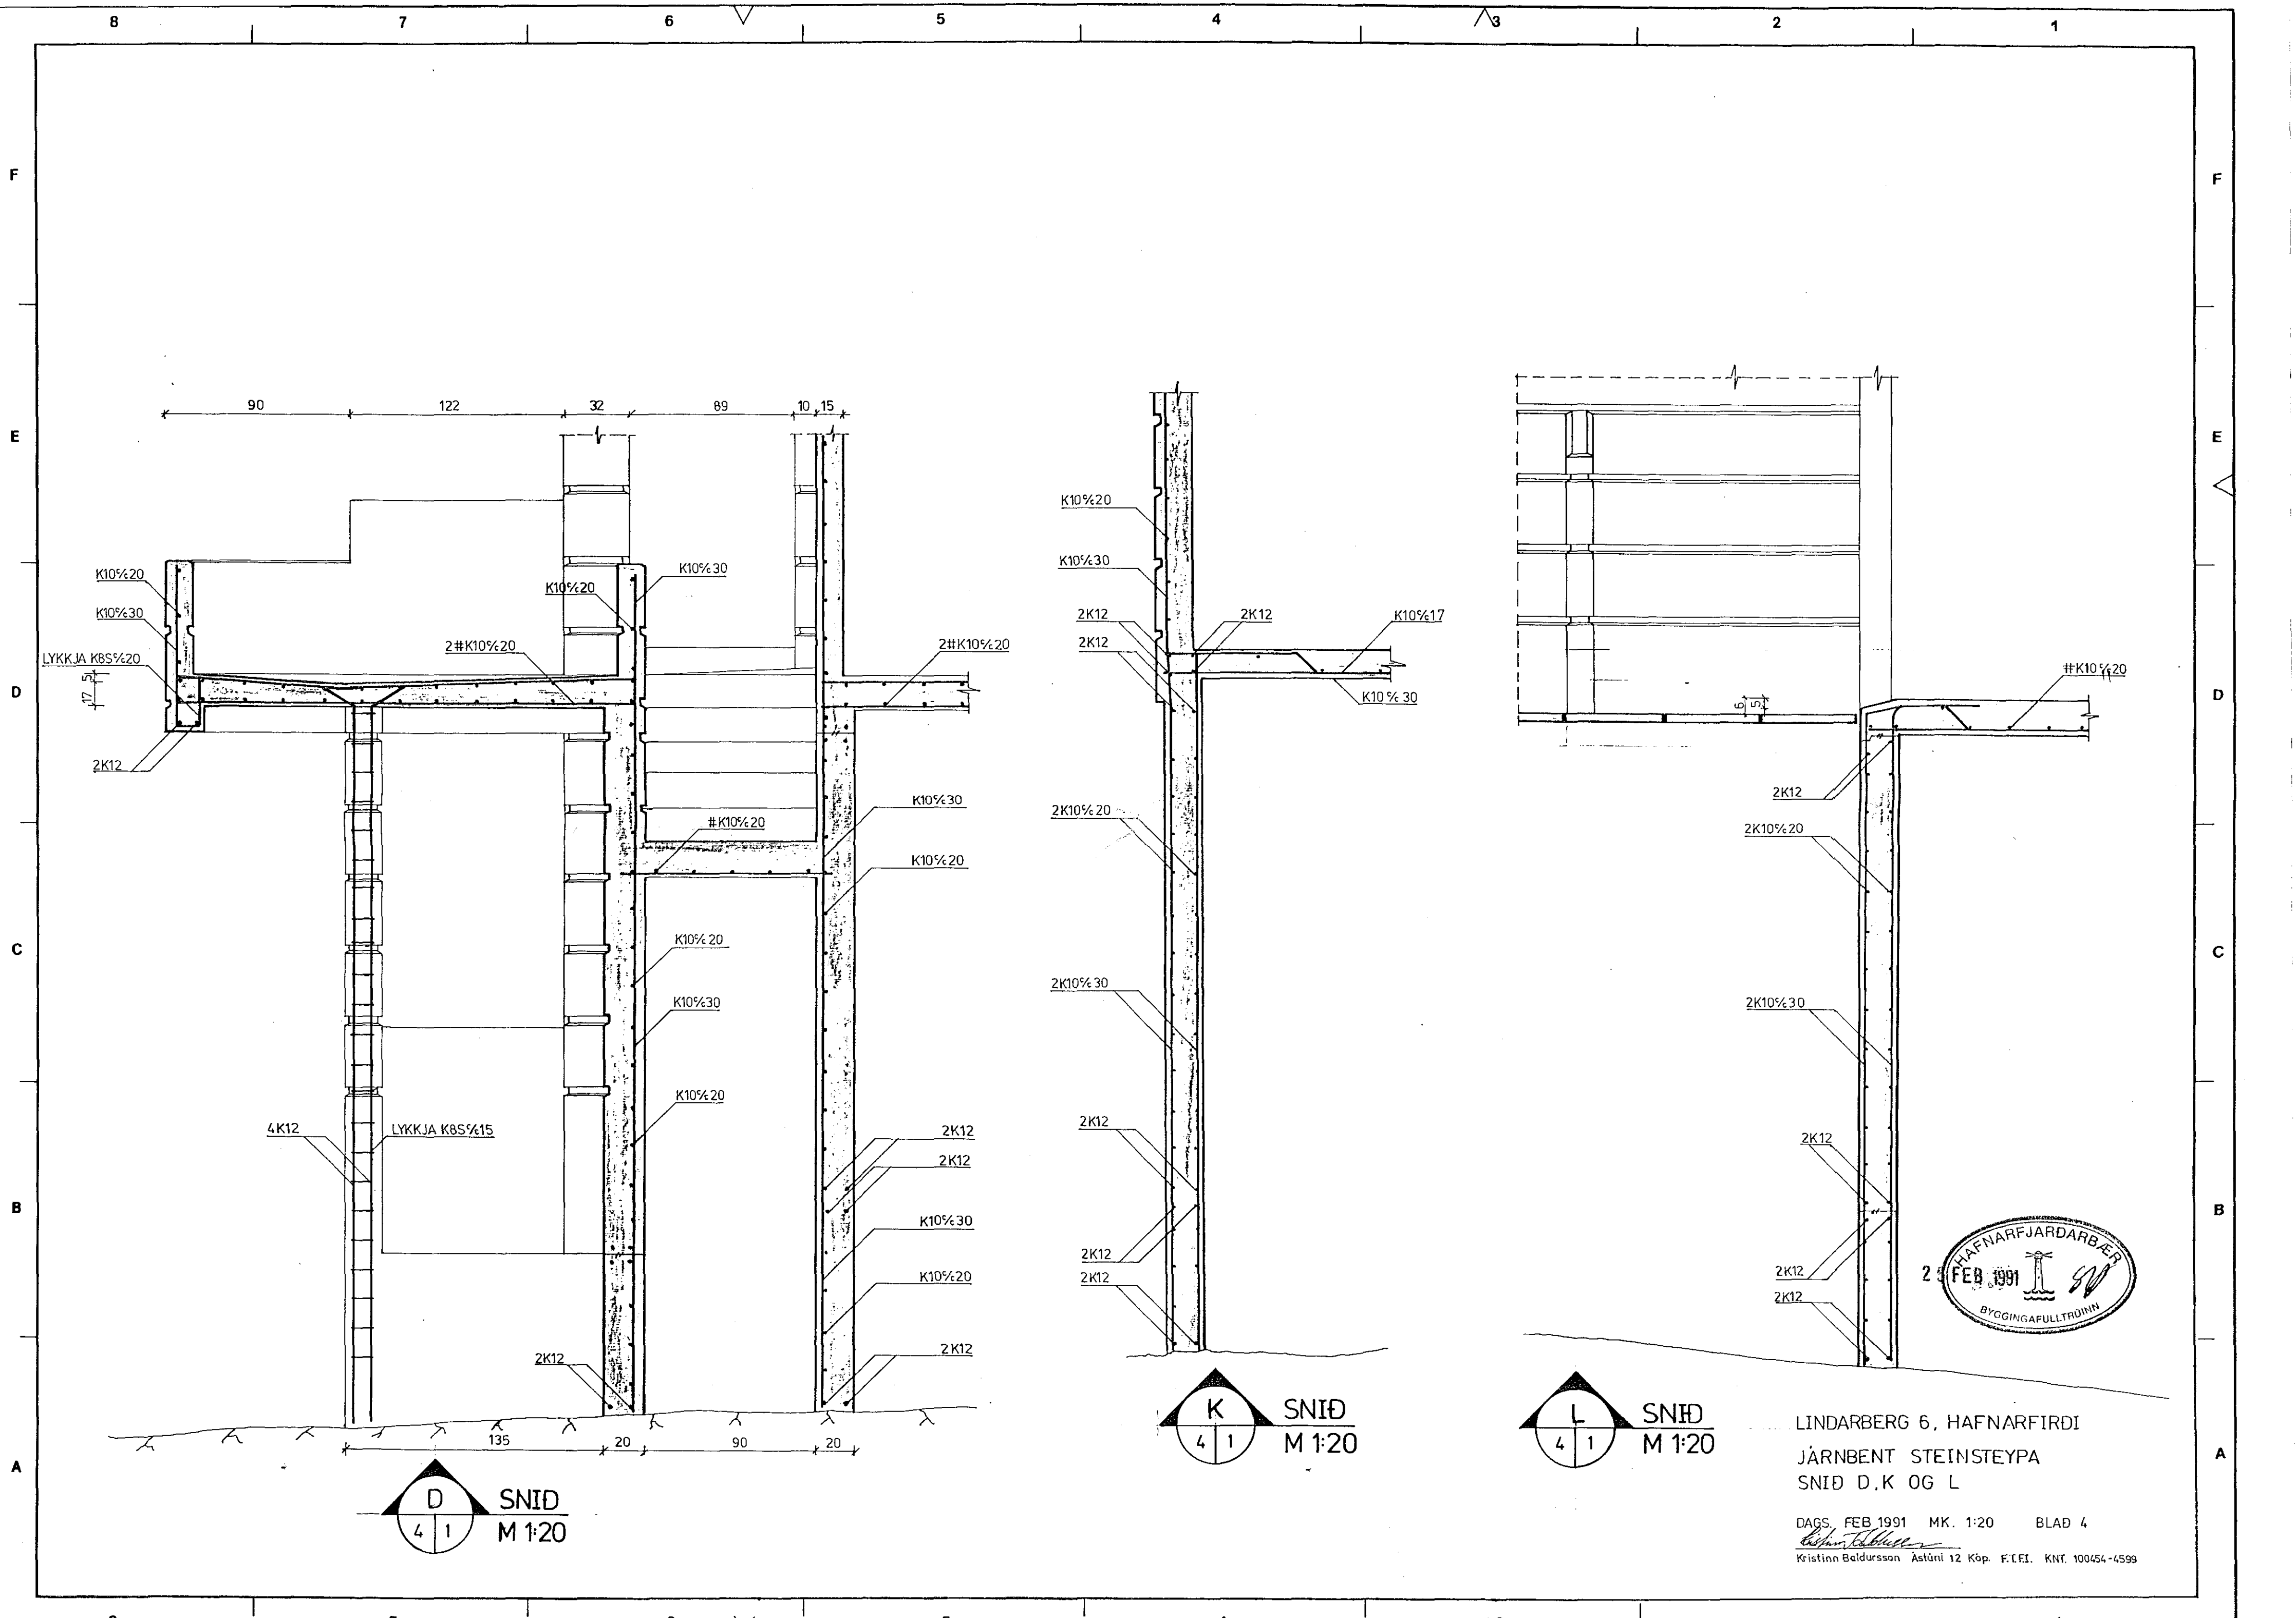 8 7 6 5 4 3 2 1
F F
E E
D D
C C
B B
A A
90 122 32 89 10 15
K10%20
K10%30
LYKKJA K8S%20
5
17
2K12
K10%20
K10%30
2#K10%20
2#K10%20
K10%30
#K10%20
K10%20
K10%20
K10%30
K10%20
4K12
LYKKJA K8S%15
2K12
2K12
K10%30
K10%20
2K12
2K12
135 20 90 20
D
4 1
SNIÐ
M 1:20
K10%20
K10%30
2K12
2K12
2K12
K10%17
K10%30
2K10%20
2K10%30
2K12
2K12
2K12
K
4 1
SNIÐ
M 1:20
6
5
#K10%20
2K12
2K10%20
2K10%30
2K12
2K12
2K12
L
4 1
SNIÐ
M 1:20
HAFNARFJARÐARBÆR
FEB. 1991
BYGGINGAFULLTRÚINN
LINDARBERG 6, HAFNARFIRÐI
JÁRNBENT STEINSTEYPA
SNIÐ D,K OG L
DAGS. FEB 1991 MK. 1:20 BLAÐ 4
Kristinn Baldursson Ástúni 12 Kóp. F.T.F.I. KNT. 100454-4599